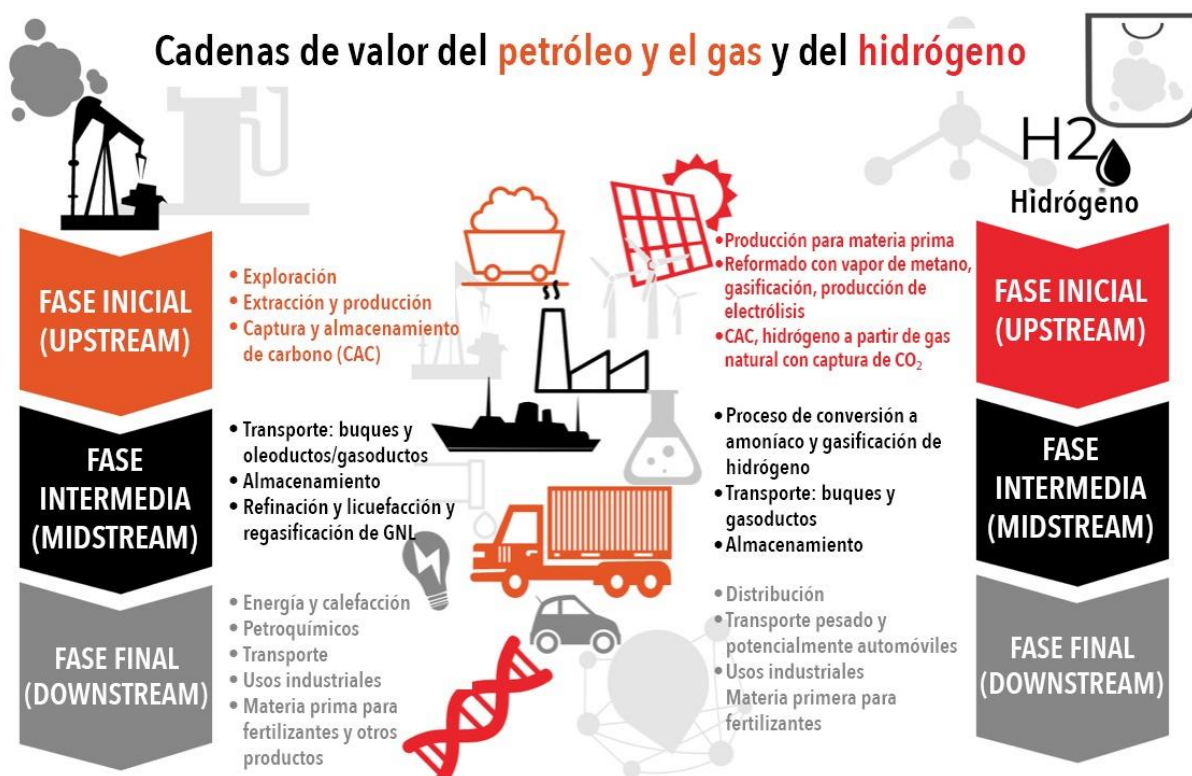 Cadenas de valor del petróleo y el gas y del hidrógeno
H2
Hidrógeno
FASE INICIAL
(UPSTREAM)
• Exploración
• Extracción y producción
• Captura y almacenamiento
de carbono (CAC)
•Producción para materia prima
•Reformado con vapor de metano,
gasificación, producción de
electrólisis
•CAC, hidrógeno a partir de gas
natural con captura de CO₂
FASE INICIAL
(UPSTREAM)
FASE
INTERMEDIA
(MIDSTREAM)
• Transporte: buques y
oleoductos/gasoductos
• Almacenamiento
• Refinación y licuefacción y
regasificación de GNL
• Proceso de conversión a
amoníaco y gasificación de
hidrógeno
• Transporte: buques y
gasoductos
• Almacenamiento
FASE
INTERMEDIA
(MIDSTREAM)
FASE FINAL
(DOWNSTREAM)
• Energía y calefacción
• Petroquímicos
• Transporte
• Usos industriales
• Materia prima para
fertilizantes y otros
productos
• Distribución
• Transporte pesado y
potencialmente automóviles
• Usos industriales
Materia primera para
fertilizantes
FASE FINAL
(DOWNSTREAM)